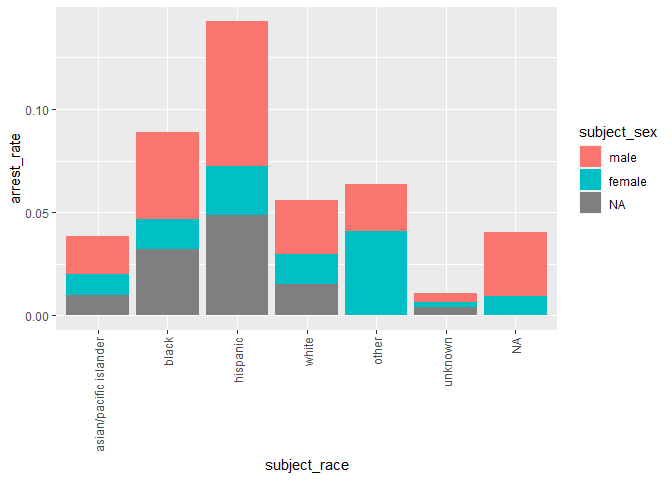 0.10
0.05
0.00
arrest_rate
asian/pacific islander
black
hispanic
white
other
unknown
NA
subject_race
subject_sex
male
female
NA